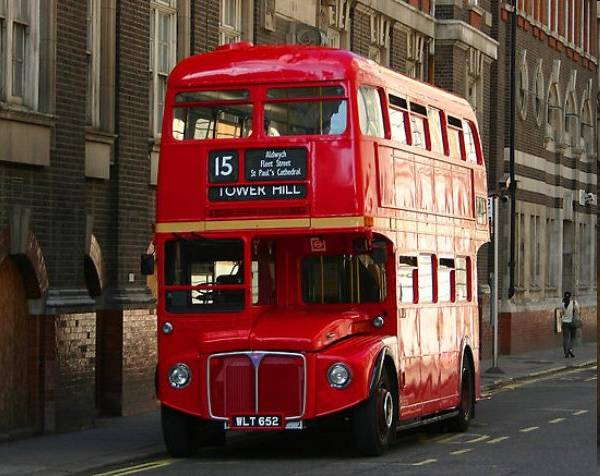 15
Aldwych
Fleet Street
St Paul's Cathedral
TOWER HILL
WLT 652